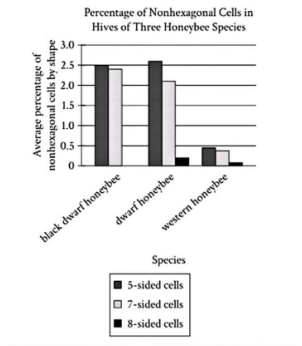 Percentage of Nonhexagonal Cells in
Hives of Three Honeybee Species
Average percentage of
nonhexagonal cells by shape
3.0
2.5
2.0
1.5
1.0
0.5
0
black dwarf honeybee
dwarf honeybee
western honeybee
Species
5-sided cells
7-sided cells
8-sided cells